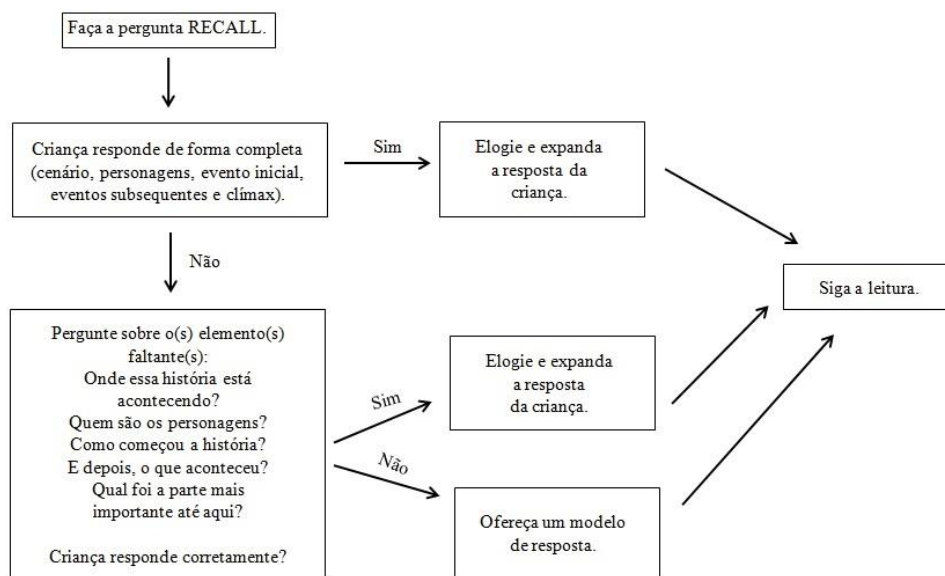 Faça a pergunta RECALL.
Criança responde de forma completa
(cenário, personagens, evento inicial,
eventos subsequentes e clímax).
Sim
Elogie e expanda
a resposta da
criança.
Não
Siga a leitura.
Pergunte sobre o(s) elemento(s)
faltante(s):
Onde essa história está
acontecendo?
Quem são os personagens?
Como começou a história?
E depois, o que aconteceu?
Qual foi a parte mais
importante até aqui?
Criança responde corretamente?
Sim
Elogie e expanda
a resposta
da criança.
Não
Ofereça um modelo
de resposta.